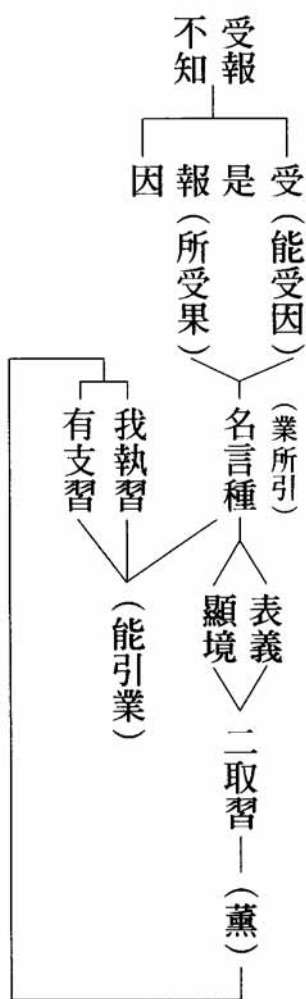 受報
不知
受（能受因）
是
報（所受果）
因
（業所引）
名言種
我執習
有支習
（能引業）
表義
顯境
二取習
（薰）